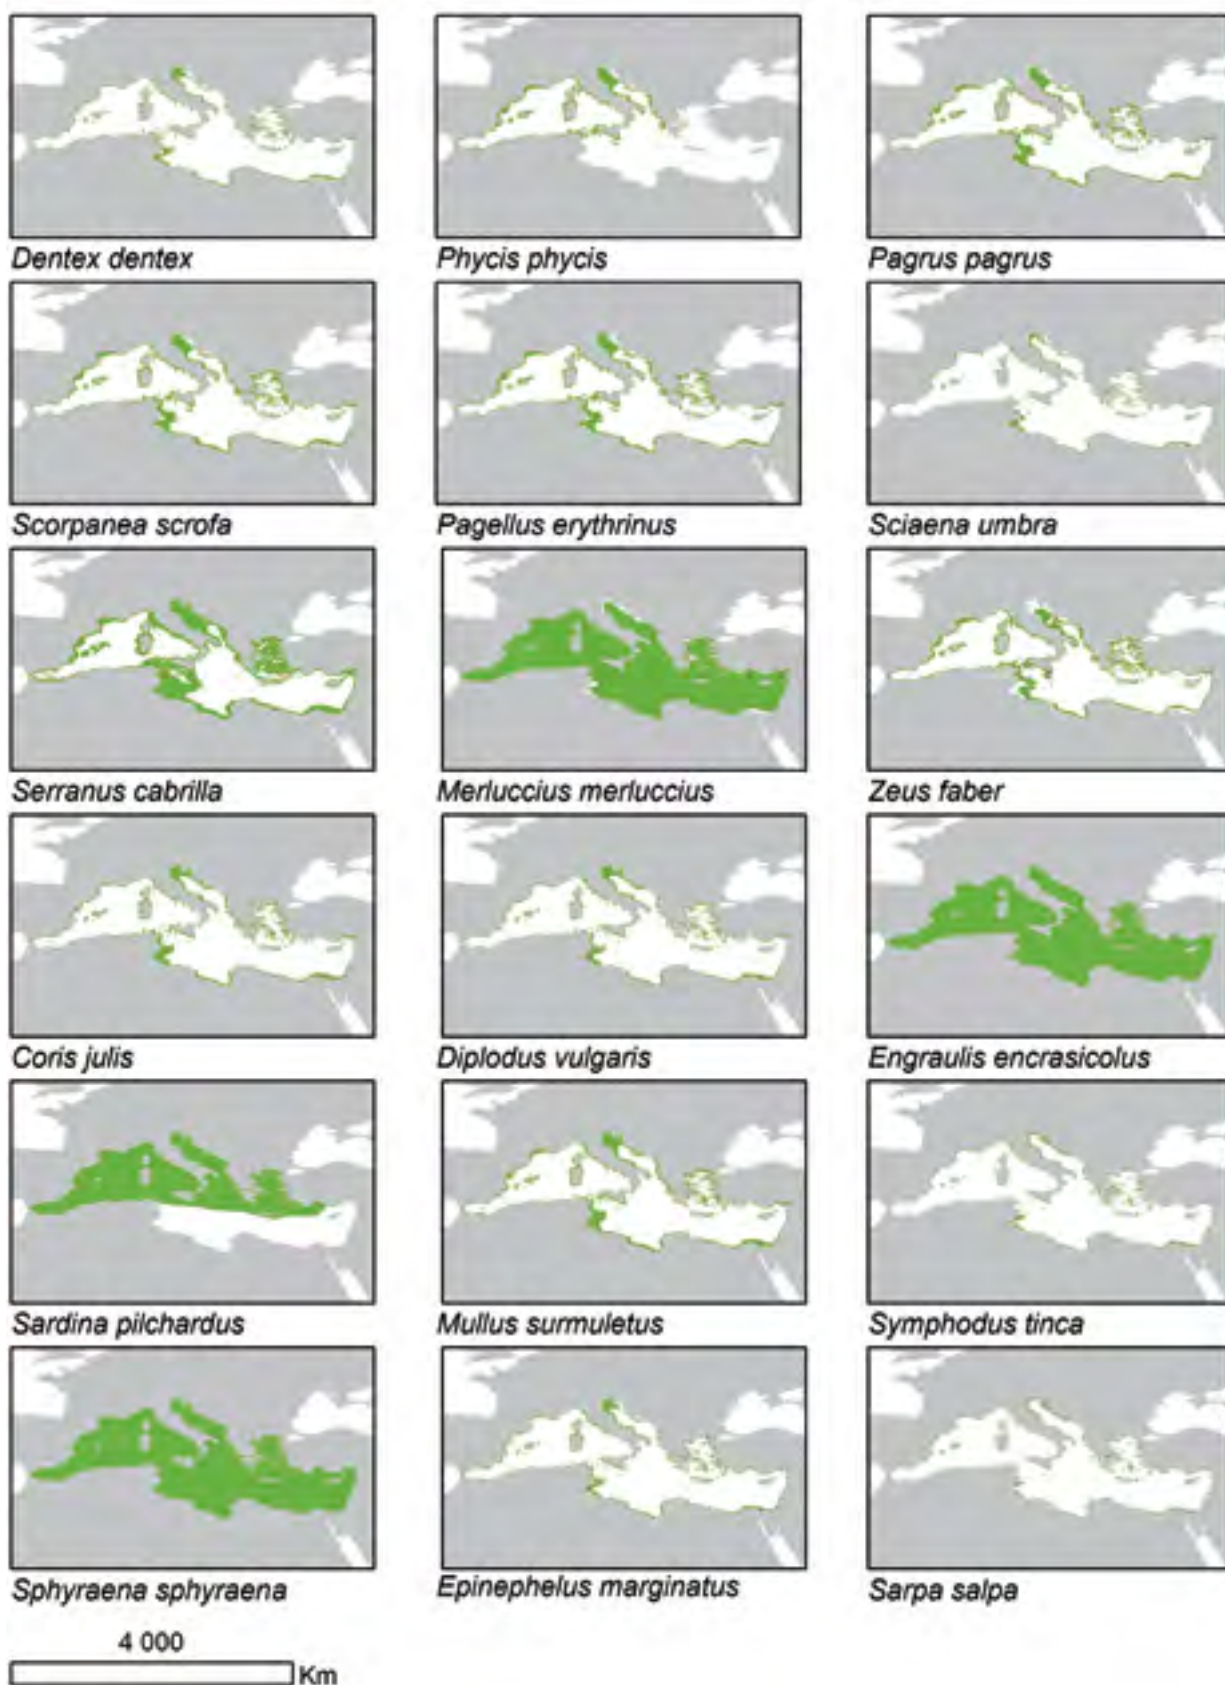 Dentex dentex
Phycis phycis
Pagrus pagrus
Scorpanea scrofa
Pagellus erythrinus
Sciaena umbra
Serranus cabrilla
Merluccius merluccius
Zeus faber
Coris julis
Diplodus vulgaris
Engraulis encrasicolus
Sardina pilchardus
Mullus surmuletus
Symphodus tinca
Sphyraena sphyraena
Epinephelus marginatus
Sarpa salpa
4 000
Km